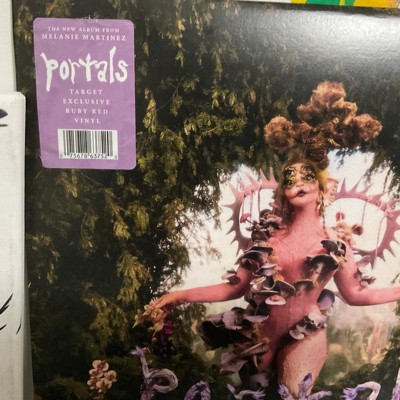 THE NEW ALBUM FROM
MELANIE MARTINEZ
portals
TARGET
EXCLUSIVE
RUBY RED
VINYL